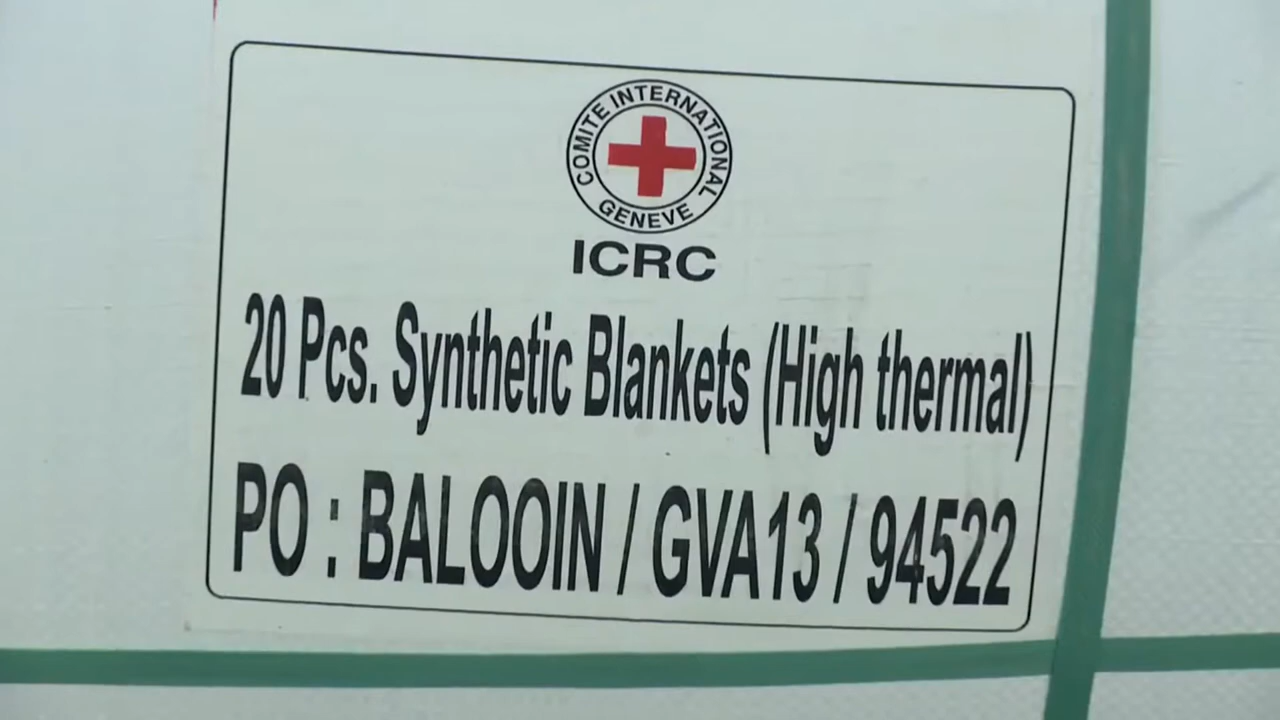 COMITE INTERNATIONAL
GENEVE
ICRC
20 Pcs. Synthetic Blankets (High thermal)
PO : BALOOIN / GVA13 / 94522